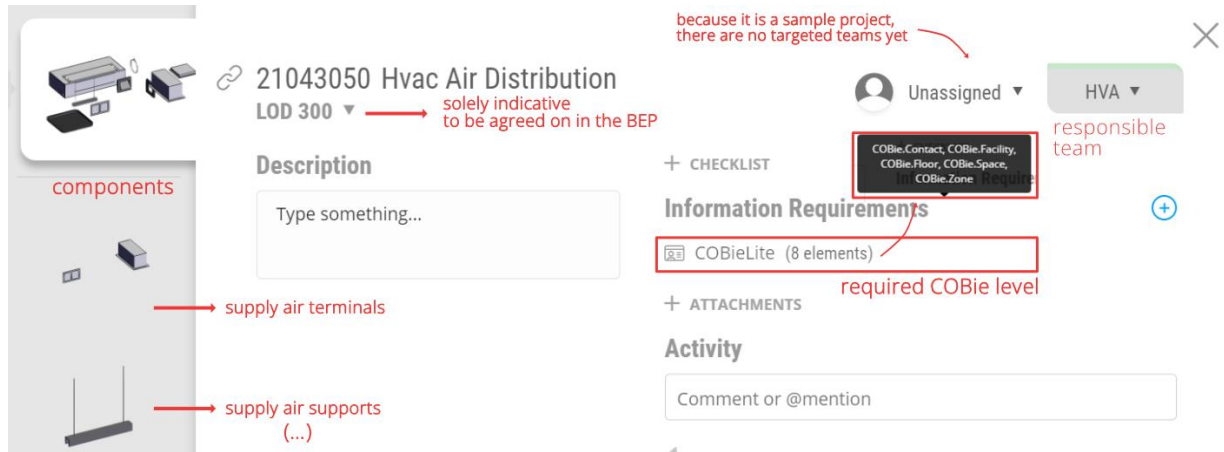 because it is a sample project,
there are no targeted teams yet
21043050 Hvac Air Distribution
LOD 300
solely indicative
to be agreed on in the BEP
Unassigned
HVA
responsible
team
components
Description
Type something...
+ CHECKLIST
COBie.Contact, COBie.Facility,
COBie.Floor, COBie.Space,
COBie.Zone
Information Requirements
COBieLite (8 elements)
required COBie level
+ ATTACHMENTS
supply air terminals
Activity
Comment or @mention
supply air supports
(...)